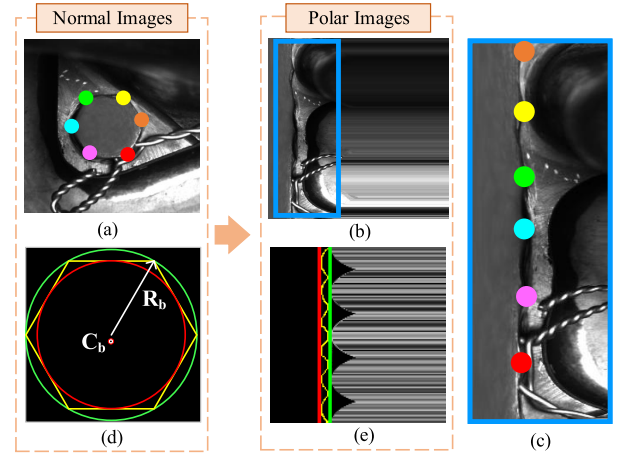 Normal Images
Polar Images
(a)
(b)
(c)
R_b
C_b
(d)
(e)